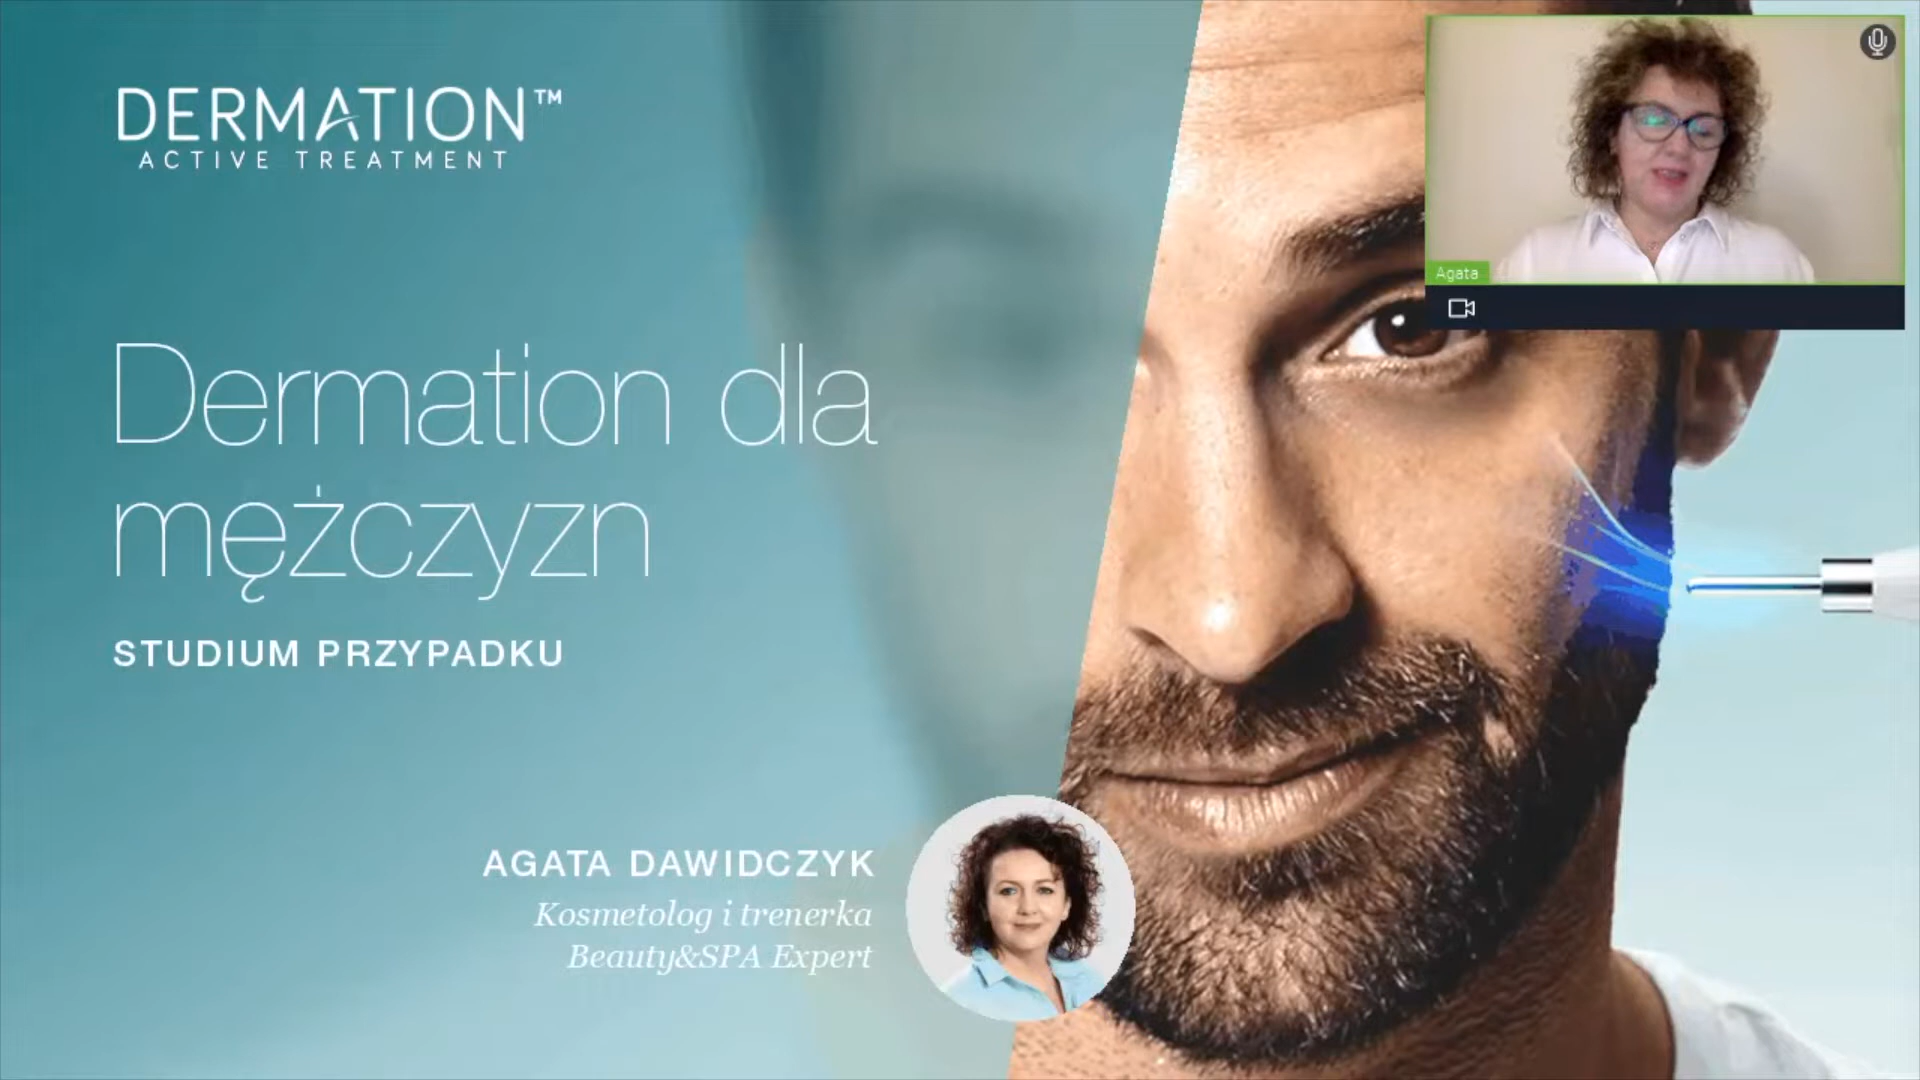 DERMATION™
ACTIVE TREATMENT
Dermation dla
mężczyzn
STUDIUM PRZYPADKU
AGATA DAWIDCZYK
Kosmetolog i trenerka
Beauty&SPA Expert
Agata